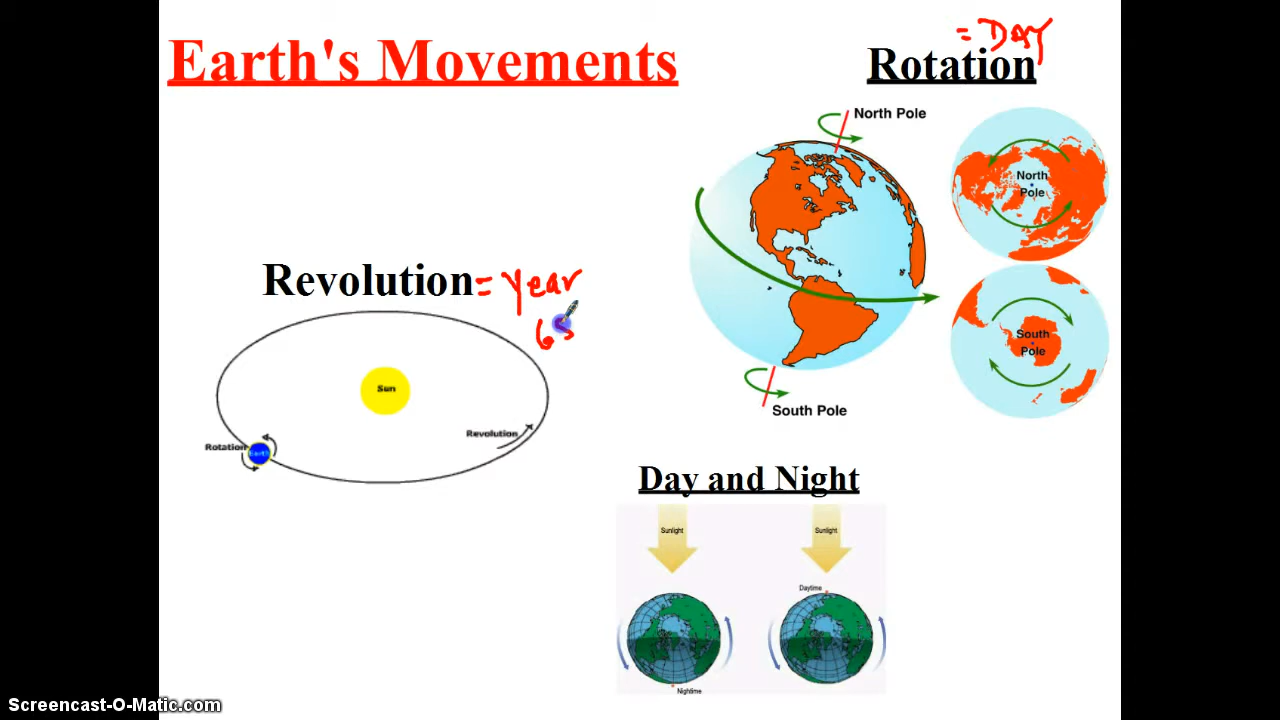 Earth's Movements
= DAY
Rotation
North Pole
North
Pole
Revolution = Year
South
Pole
Sun
South Pole
Revolution
Rotation
Earth
Day and Night
Sunlight
Sunlight
Daytime
Nightime
Screencast-O-Matic.com